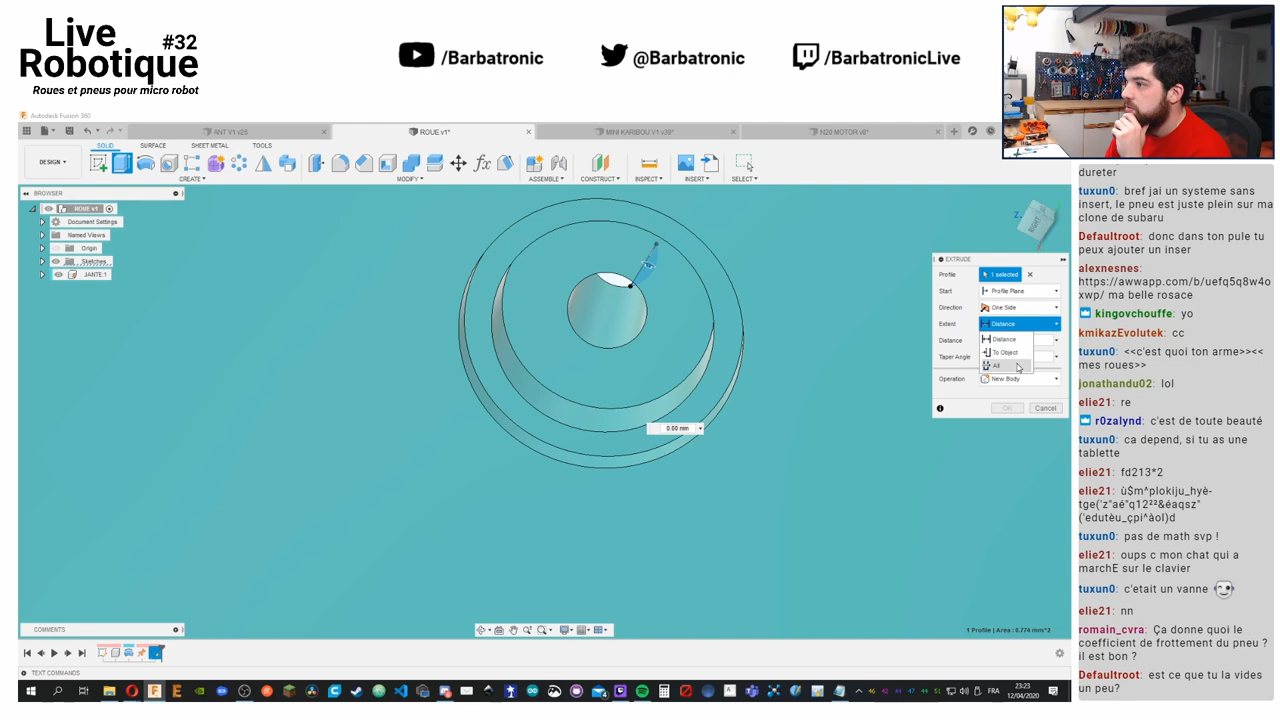 Live
Robotique
#32
Roues et pneus pour micro robot
/Barbatronic
@Barbatronic
/BarbatronicLive
Autodesk Fusion 360
ANT V1 v25
ROUE v1*
MINI KARIBOU V1 v39*
N20 MOTOR v6*
SOLID
SURFACE
SHEET METAL
TOOLS
DESIGN
CREATE
MODIFY
ASSEMBLE
CONSTRUCT
INSPECT
INSERT
SELECT
BROWSER
ROUE v1
Document Settings
Named Views
Origin
Sketches
JANTE:1
Z
RIGHT
EXTRUDE
Profile
1 selected
Start
Profile Plane
Direction
One Side
Extent
Distance
Distance
Distance
To Object
Taper Angle
All
Operation
New Body
OK
Cancel
0.00 mm
1 Profile | Area: 0.774 mm^2
COMMENTS
TEXT COMMANDS
FRA
23:23
12/04/2020
dureter
tuxun0: bref jai un systeme sans
insert, le pneu est juste plein sur ma
clone de subaru
Defaultroot: donc dans ton pule tu
peux ajouter un inser
alexnesnes:
https://awwapp.com/b/uefq5q8w4o
xwp/ ma belle rosace
kingovchouffe: yo
kmikazEvolutek: cc
tuxun0: <<c'est quoi ton arme>><<
mes roues>>
jonathandu02: lol
elie21: re
r0zalynd: c'est de toute beauté
tuxun0: ca depend, si tu as une
tablette
elie21: fd213*2
elie21: ù$m^plokiju_hyè-
tge('z"aé"q12²²&éaqsz"
('edutèu_çpi^àol)d
tuxun0: pas de math svp !
elie21: oups c mon chat qui a
marchE sur le clavier
tuxun0: c'etait un vanne
elie21: nn
romain_cvra: Ça donne quoi le
coefficient de frottement du pneu ?
il est bon ?
Defaultroot: est ce que tu la vides
un peu?